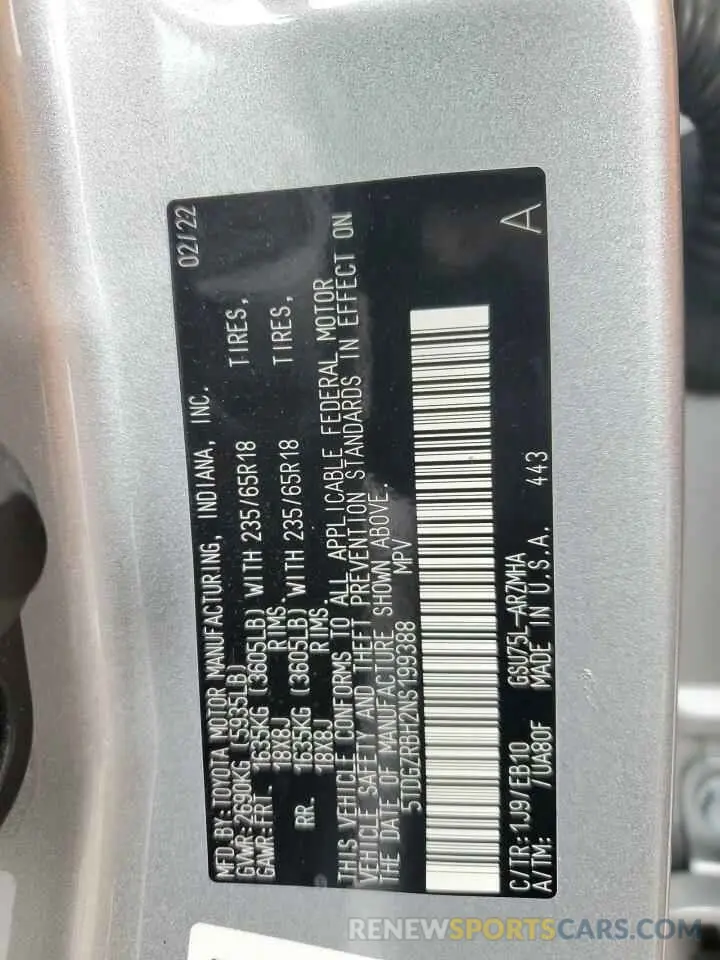 MFD.BY:TOYOTA MOTOR MANUFACTURING, INDIANA, INC. 02/22
GVWR:2690KG (5935LB)
GAWR:FRT. 1635KG (3605LB) WITH 235/65R18 TIRES,
18X8J RIMS.
RR. 1635KG (3605LB) WITH 235/65R18 TIRES,
18X8J RIMS.
THIS VEHICLE CONFORMS TO ALL APPLICABLE FEDERAL MOTOR
VEHICLE SAFETY AND THEFT PREVENTION STANDARDS IN EFFECT ON
THE DATE OF MANUFACTURE SHOWN ABOVE.
5TDGZRBH2NS199388 MPV
C/TR:1J9/EB10 GSU75L-ARZMHA
A/TM: 7UA80F MADE IN U.S.A. 443 A
RENEWSPORTSCARS.COM